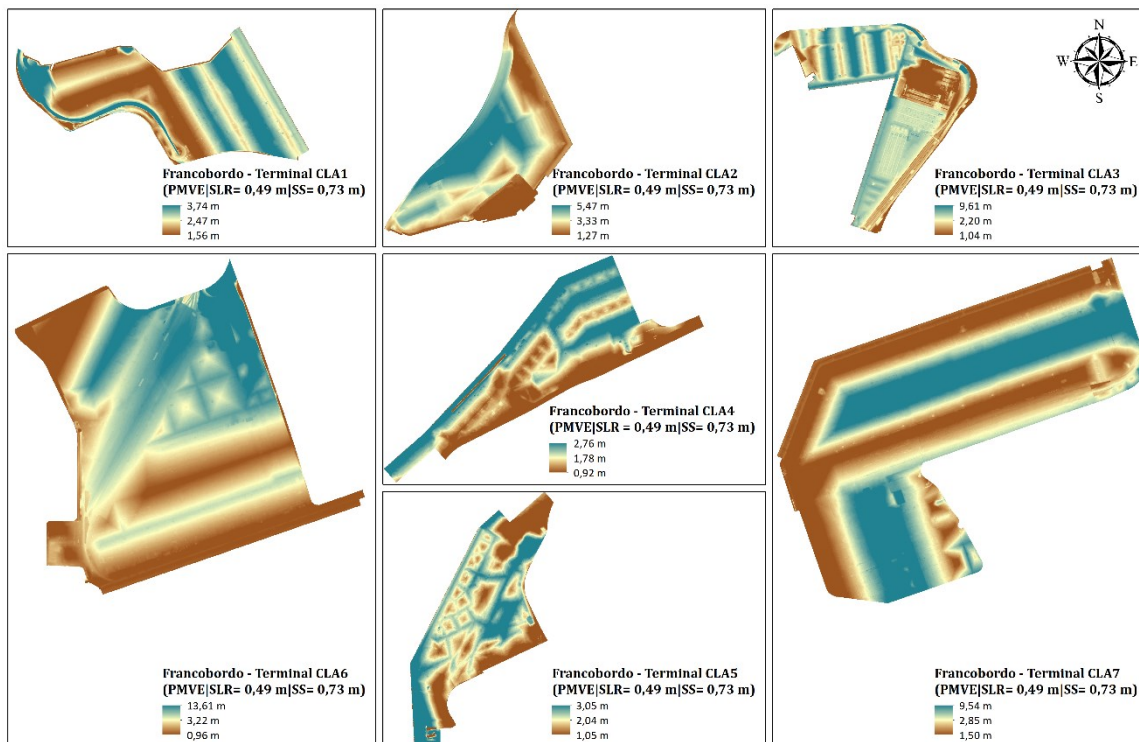 Francobordo - Terminal CLA1
(PMVE|SLR= 0,49 m|SS= 0,73 m)
3,74 m
2,47 m
1,56 m
Francobordo - Terminal CLA2
(PMVE|SLR= 0,49 m|SS= 0,73 m)
5,47 m
3,33 m
1,27 m
N
W E
S
Francobordo - Terminal CLA3
(PMVE|SLR= 0,49 m|SS= 0,73 m)
9,61 m
2,20 m
1,04 m
Francobordo - Terminal CLA6
(PMVE|SLR= 0,49 m|SS= 0,73 m)
13,61 m
3,22 m
0,96 m
Francobordo - Terminal CLA4
(PMVE|SLR = 0,49 m|SS= 0,73 m)
2,76 m
1,78 m
0,92 m
Francobordo - Terminal CLA5
(PMVE|SLR= 0,49 m|SS= 0,73 m)
3,05 m
2,04 m
1,05 m
Francobordo - Terminal CLA7
(PMVE|SLR= 0,49 m|SS= 0,73 m)
9,54 m
2,85 m
1,50 m